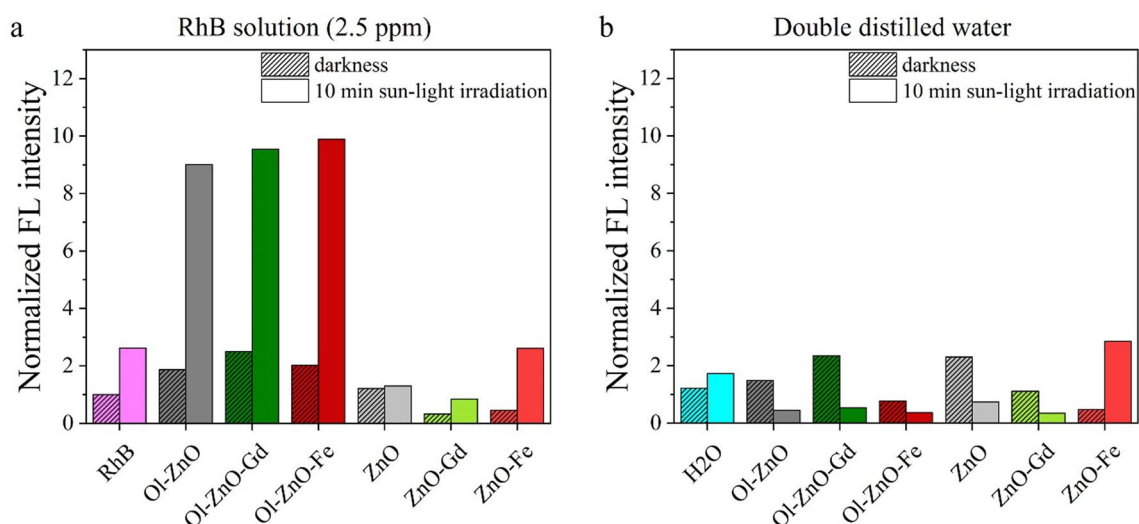 a
RhB solution (2.5 ppm)
darkness
10 min sun-light irradiation
Normalized FL intensity
12
10
8
6
4
2
0
RhB
Ol-ZnO
Ol-ZnO-Gd
Ol-ZnO-Fe
ZnO
ZnO-Gd
ZnO-Fe
b
Double distilled water
darkness
10 min sun-light irradiation
Normalized FL intensity
12
10
8
6
4
2
0
H2O
Ol-ZnO
Ol-ZnO-Gd
Ol-ZnO-Fe
ZnO
ZnO-Gd
ZnO-Fe